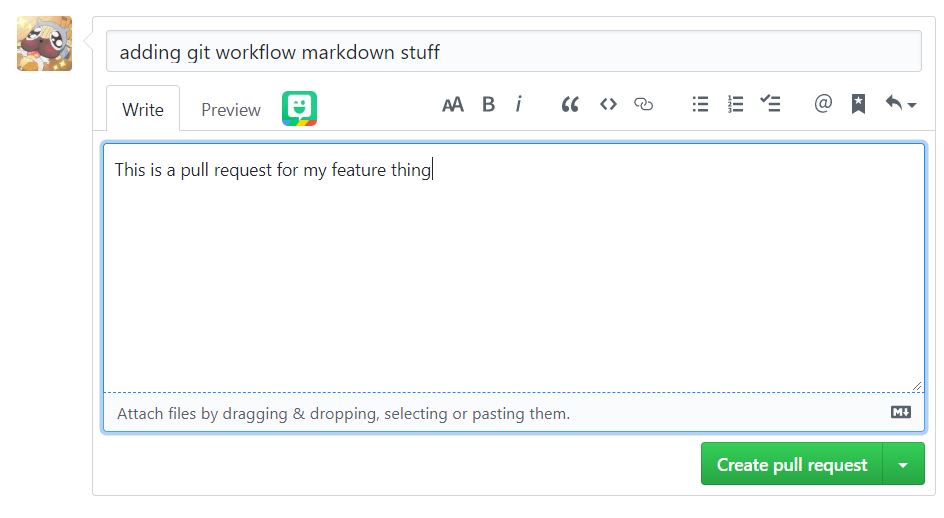 adding git workflow markdown stuff
Write Preview AA B i
This is a pull request for my feature thing
Attach files by dragging & dropping, selecting or pasting them.
Create pull request